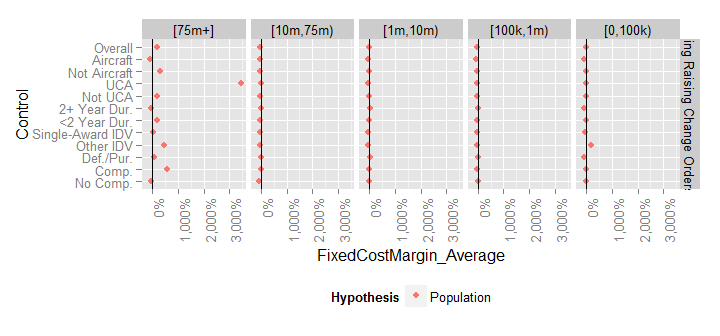 [75m+] [10m,75m) [1m,10m) [100k,1m) [0,100k)
Control
Overall
Aircraft
Not Aircraft
UCA
Not UCA
2+ Year Dur.
<2 Year Dur.
Single-Award IDV
Other IDV
Def./Pur.
Comp.
No Comp.
Raising Change Order
0% 1,000% 2,000% 3,000% 0% 1,000% 2,000% 3,000% 0% 1,000% 2,000% 3,000% 0% 1,000% 2,000% 3,000% 0% 1,000% 2,000% 3,000%
FixedCostMargin_Average
Hypothesis Population